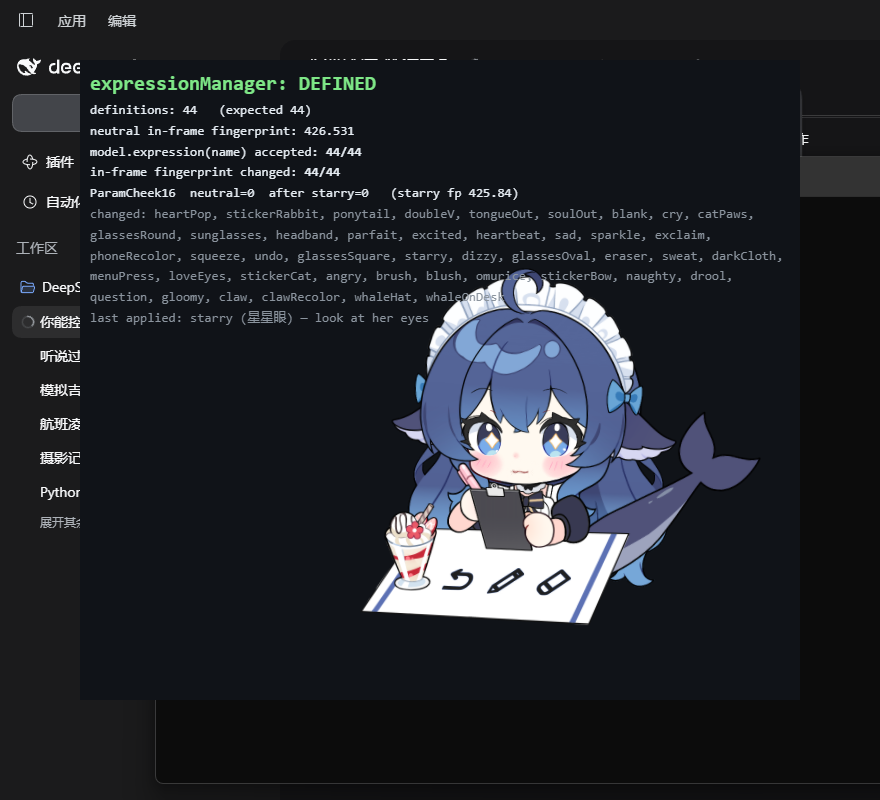 应用 编辑
dee
expressionManager: DEFINED
definitions: 44 (expected 44)
neutral in-frame fingerprint: 426.531
model.expression(name) accepted: 44/44
in-frame fingerprint changed: 44/44
ParamCheek16 neutral=0 after starry=0 (starry fp 425.84)
changed: heartPop, stickerRabbit, ponytail, doubleV, tongueOut, soulOut, blank, cry, catPaws,
glassesRound, sunglasses, headband, parfait, excited, heartbeat, sad, sparkle, exclaim,
phoneRecolor, squeeze, undo, glassesSquare, starry, dizzy, glassesOval, eraser, sweat, darkCloth,
menuPress, loveEyes, stickerCat, angry, brush, blush, omurice, stickerBow, naughty, drool,
question, gloomy, claw, clawRecolor, whaleHat, whaleOnDesk
last applied: starry (星星眼) — look at her eyes
插件
自动化
工作区
DeepS
你能控
听说过
模拟吉
航班凌
摄影记
Python
展开其余
作